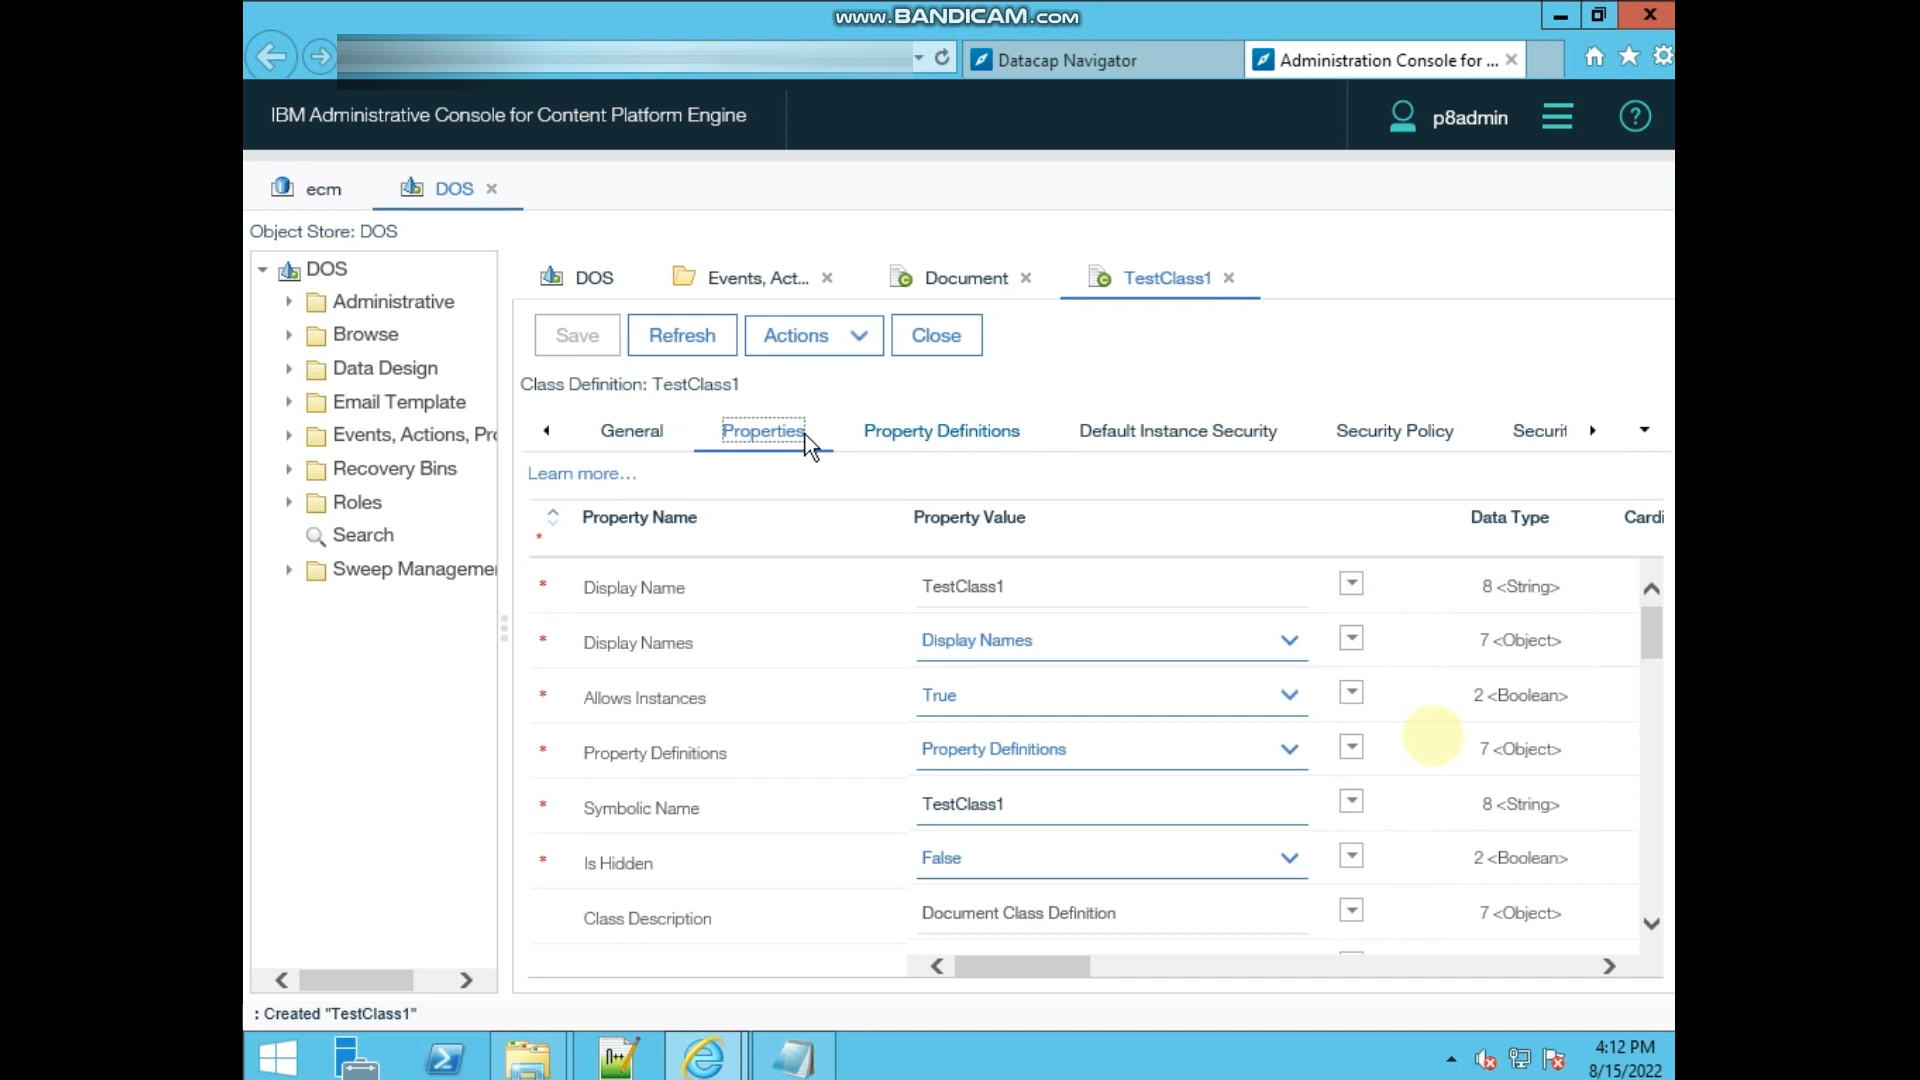 www.BANDICAM.com
Datacap Navigator
Administration Console for ...
IBM Administrative Console for Content Platform Engine
p8admin
ecm
DOS
Object Store: DOS
DOS
Administrative
Browse
Data Design
Email Template
Events, Actions, Pro
Recovery Bins
Roles
Search
Sweep Managemen
DOS
Events, Act...
Document
TestClass1
Save
Refresh
Actions
Close
Class Definition: TestClass1
General
Properties
Property Definitions
Default Instance Security
Security Policy
Securit
Learn more...
Property Name Property Value Data Type Cardi
* Display Name TestClass1 8 <String>
* Display Names Display Names 7 <Object>
* Allows Instances True 2 <Boolean>
* Property Definitions Property Definitions 7 <Object>
* Symbolic Name TestClass1 8 <String>
* Is Hidden False 2 <Boolean>
Class Description Document Class Definition 7 <Object>
: Created "TestClass1"
4:12 PM
8/15/2022